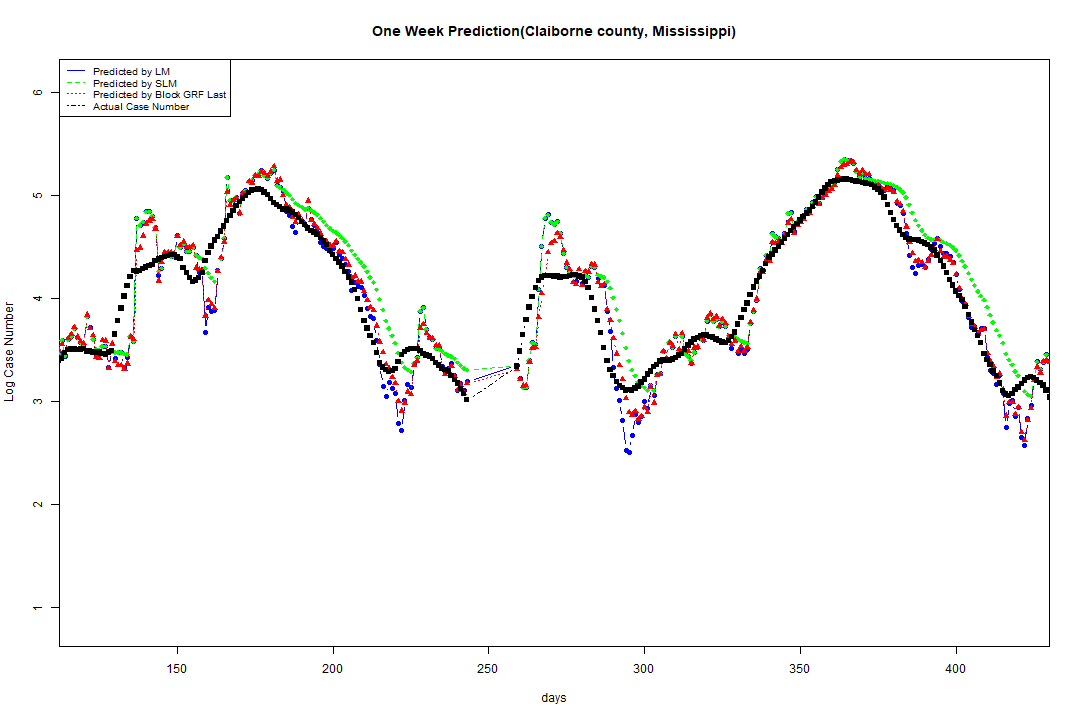 One Week Prediction(Claiborne county, Mississippi)
Predicted by LM
Predicted by SLM
Predicted by Block GRF Last
Actual Case Number
Log Case Number
6
5
4
3
2
1
150 200 250 300 350 400
days